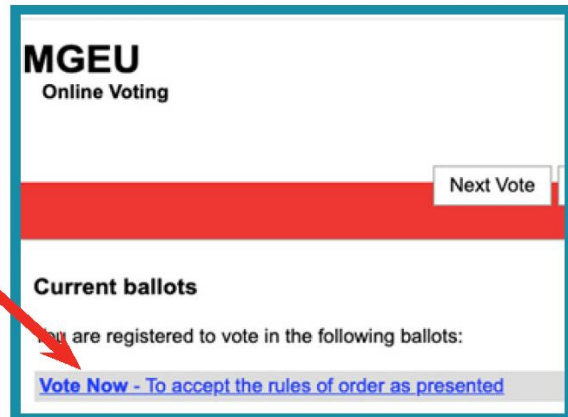 MGEU
Online Voting
Next Vote
Current ballots
You are registered to vote in the following ballots:
Vote Now - To accept the rules of order as presented